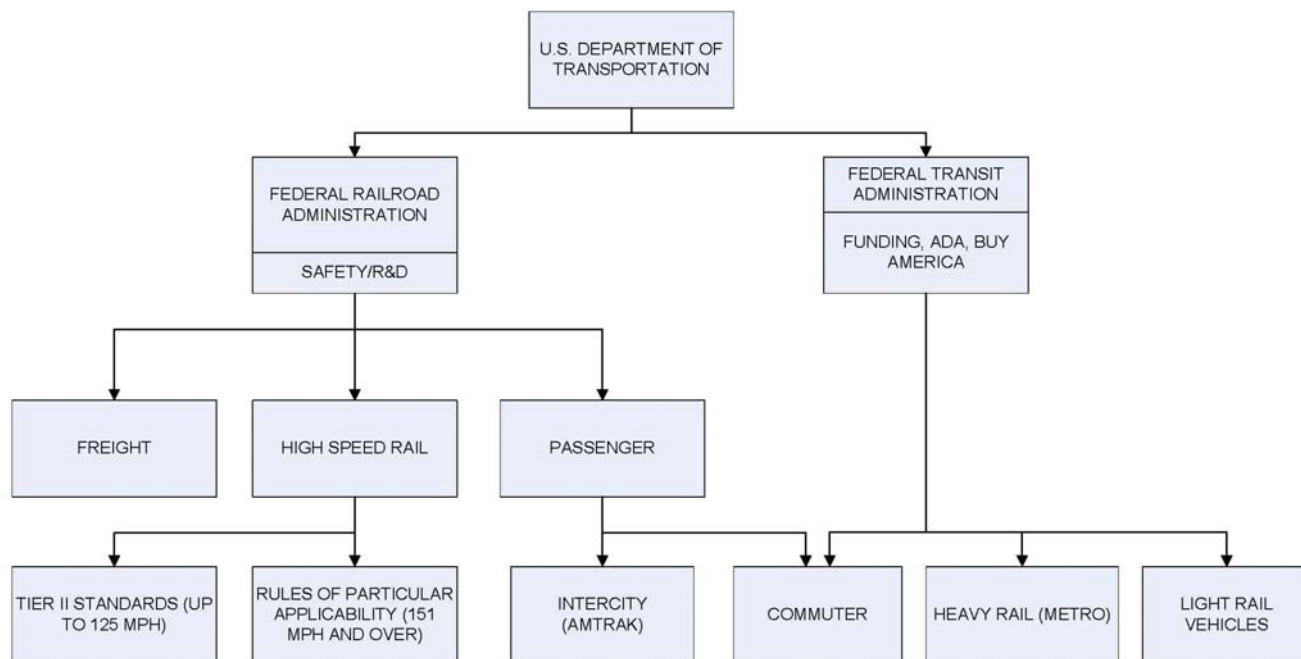 U.S. DEPARTMENT OF
TRANSPORTATION
FEDERAL RAILROAD
ADMINISTRATION
SAFETY/R&D
FEDERAL TRANSIT
ADMINISTRATION
FUNDING, ADA, BUY
AMERICA
FREIGHT
HIGH SPEED RAIL
PASSENGER
TIER II STANDARDS (UP
TO 125 MPH)
RULES OF PARTICULAR
APPLICABILITY (151
MPH AND OVER)
INTERCITY
(AMTRAK)
COMMUTER
HEAVY RAIL (METRO)
LIGHT RAIL
VEHICLES